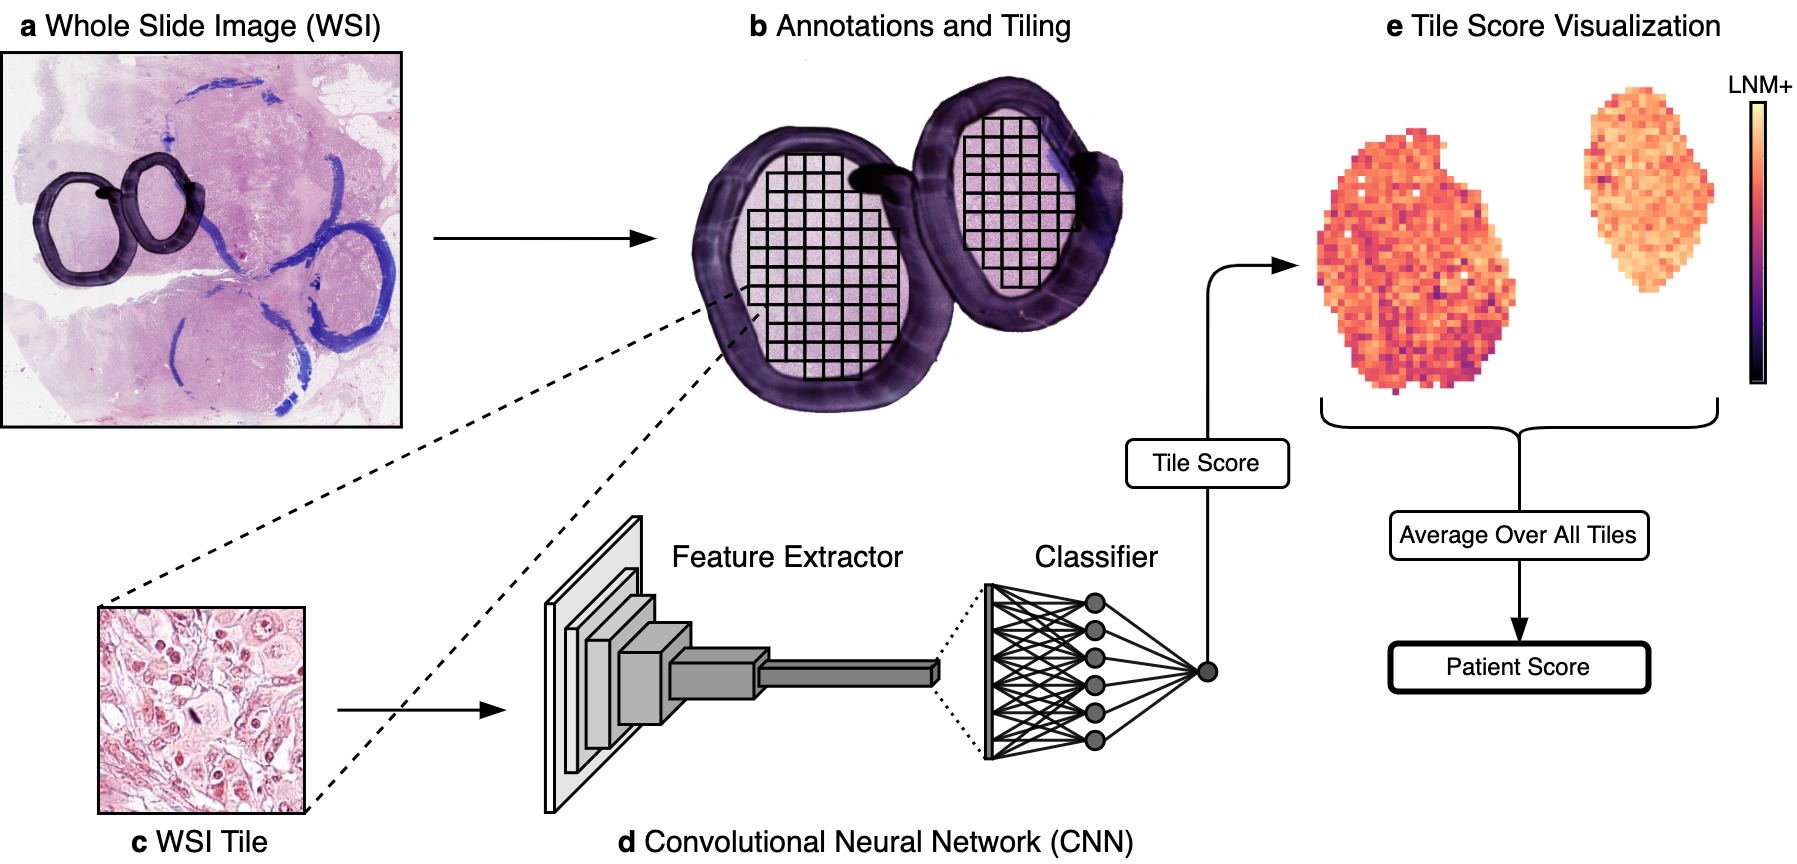 a Whole Slide Image (WSI)
b Annotations and Tiling
e Tile Score Visualization
LNM+
Tile Score
Average Over All Tiles
Patient Score
Feature Extractor
Classifier
c WSI Tile
d Convolutional Neural Network (CNN)